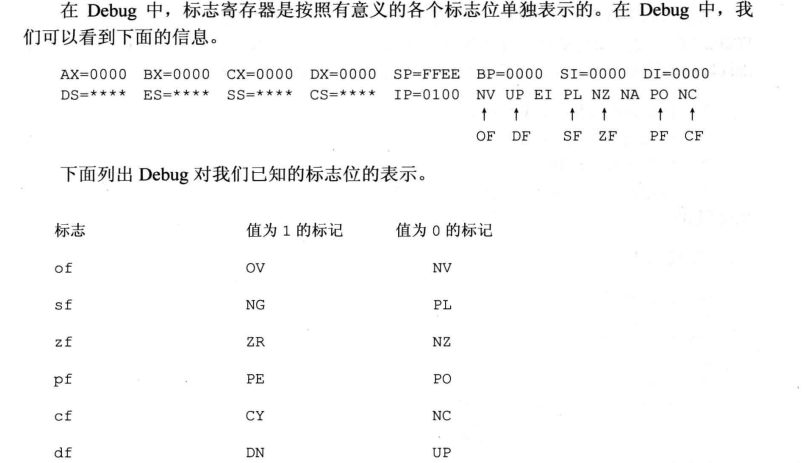 在 Debug 中，标志寄存器是按照有意义的各个标志位单独表示的。在 Debug 中，我
们可以看到下面的信息。
AX=0000 BX=0000 CX=0000 DX=0000 SP=FFEE BP=0000 SI=0000 DI=0000
DS=**** ES=**** SS=**** CS=**** IP=0100 NV UP EI PL NZ NA PO NC
↑ ↑ ↑ ↑ ↑ ↑
OF DF SF ZF PF CF
下面列出 Debug 对我们已知的标志位的表示。
标志 值为 1 的标记 值为 0 的标记
of OV NV
sf NG PL
zf ZR NZ
pf PE PO
cf CY NC
df DN UP